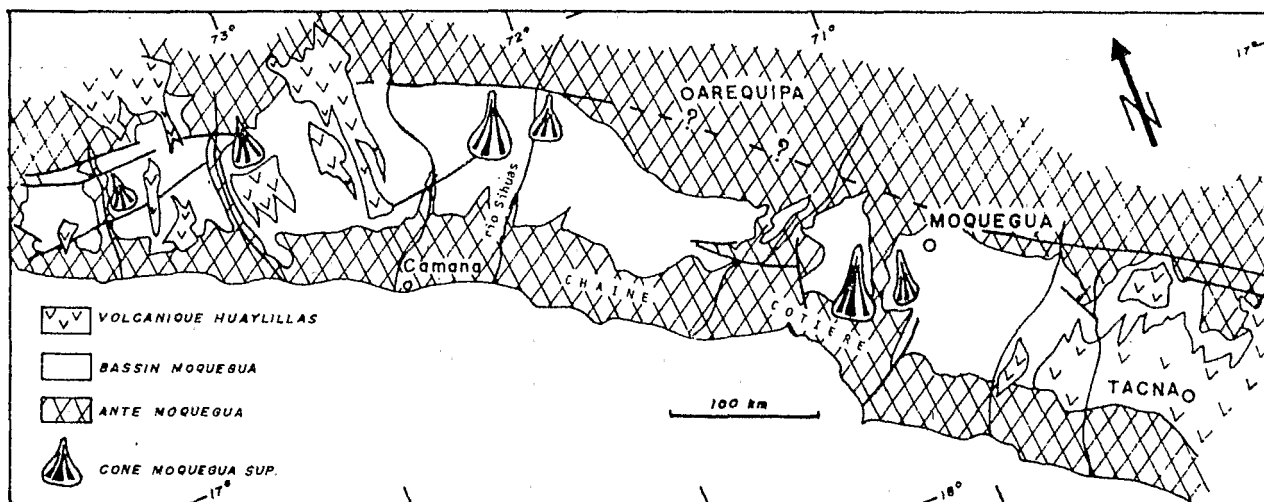 73°
72°
71°
17°
?
OAREQUIPA
?
rio Sihuas
MOQUEGUA
Camana
CHAINE
COTIERE
TACNA
VOLCANIQUE HUAYLILLAS
BASSIN MOQUEGUA
ANTE MOQUEGUA
CONE MOQUEGUA SUP.
100 km
N
17°
18°